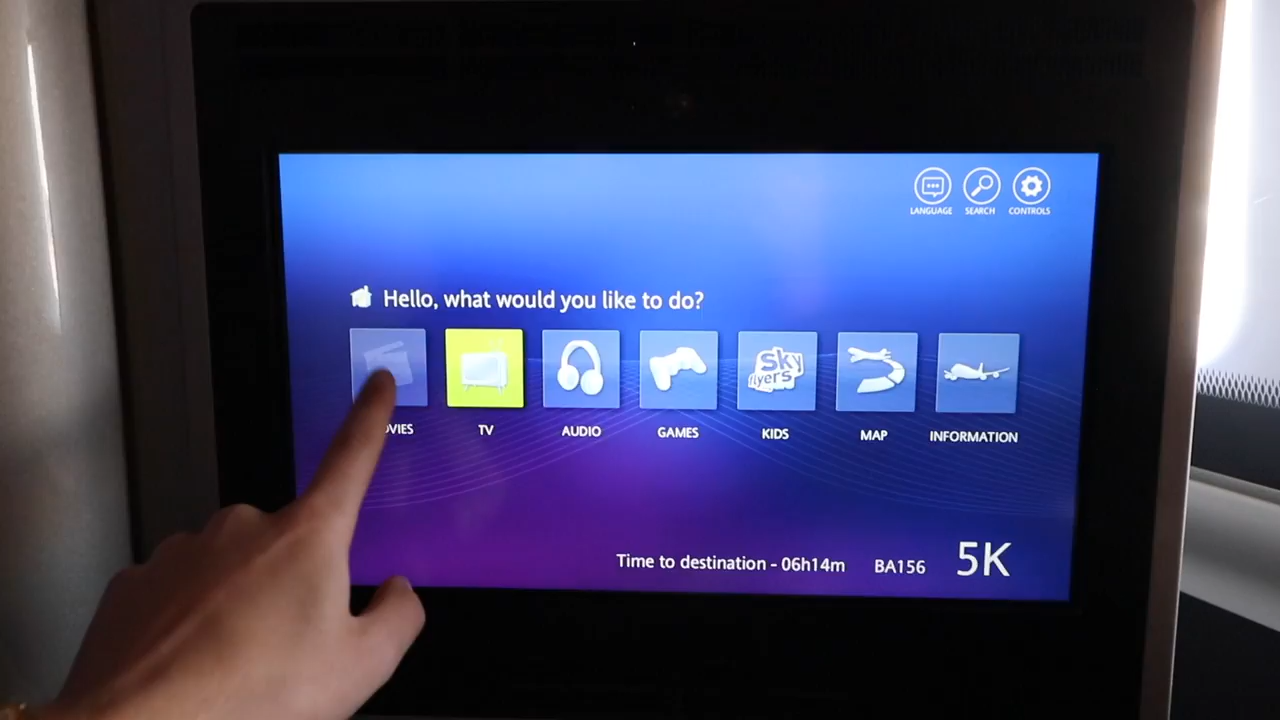 LANGUAGE SEARCH CONTROLS
Hello, what would you like to do?
sky
flyers
OVIES TV AUDIO GAMES KIDS MAP INFORMATION
Time to destination - 06h14m BA156 5K